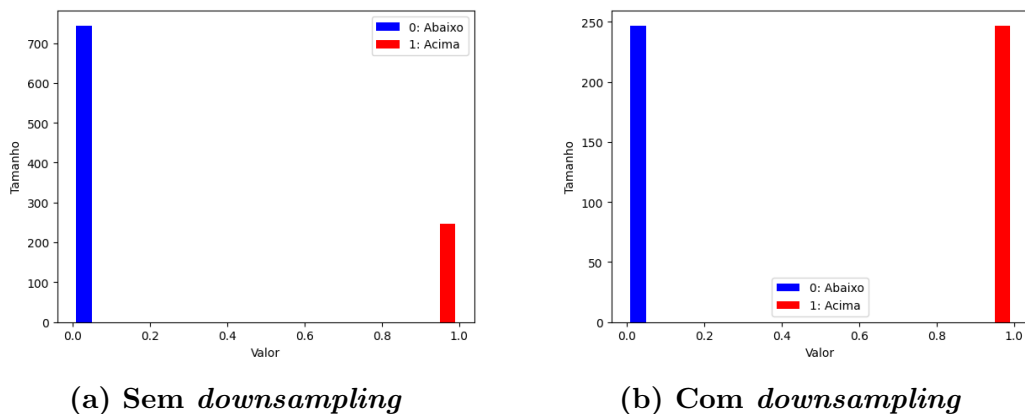 700
600
500
400
300
200
100
0
Tamanho
0.0 0.2 0.4 0.6 0.8 1.0
Valor
0: Abaixo
1: Acima
(a) Sem downsampling
250
200
150
100
50
0
Tamanho
0.0 0.2 0.4 0.6 0.8 1.0
Valor
0: Abaixo
1: Acima
(b) Com downsampling